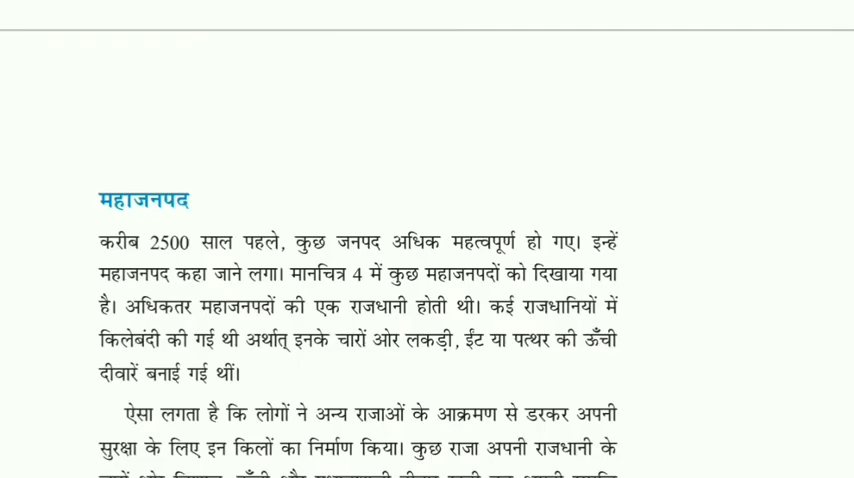 महाजनपद
करीब 2500 साल पहले, कुछ जनपद अधिक महत्वपूर्ण हो गए। इन्हें
महाजनपद कहा जाने लगा। मानचित्र 4 में कुछ महाजनपदों को दिखाया गया
है। अधिकतर महाजनपदों की एक राजधानी होती थी। कई राजधानियों में
किलेबंदी की गई थी अर्थात् इनके चारों ओर लकड़ी, ईंट या पत्थर की ऊँची
दीवारें बनाई गई थीं।
ऐसा लगता है कि लोगों ने अन्य राजाओं के आक्रमण से डरकर अपनी
सुरक्षा के लिए इन किलों का निर्माण किया। कुछ राजा अपनी राजधानी के